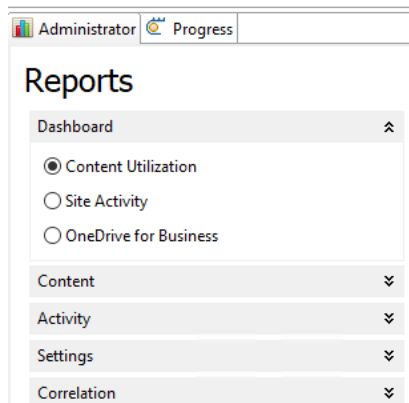 Administrator Progress
Reports
Dashboard
Content Utilization
Site Activity
OneDrive for Business
Content
Activity
Settings
Correlation